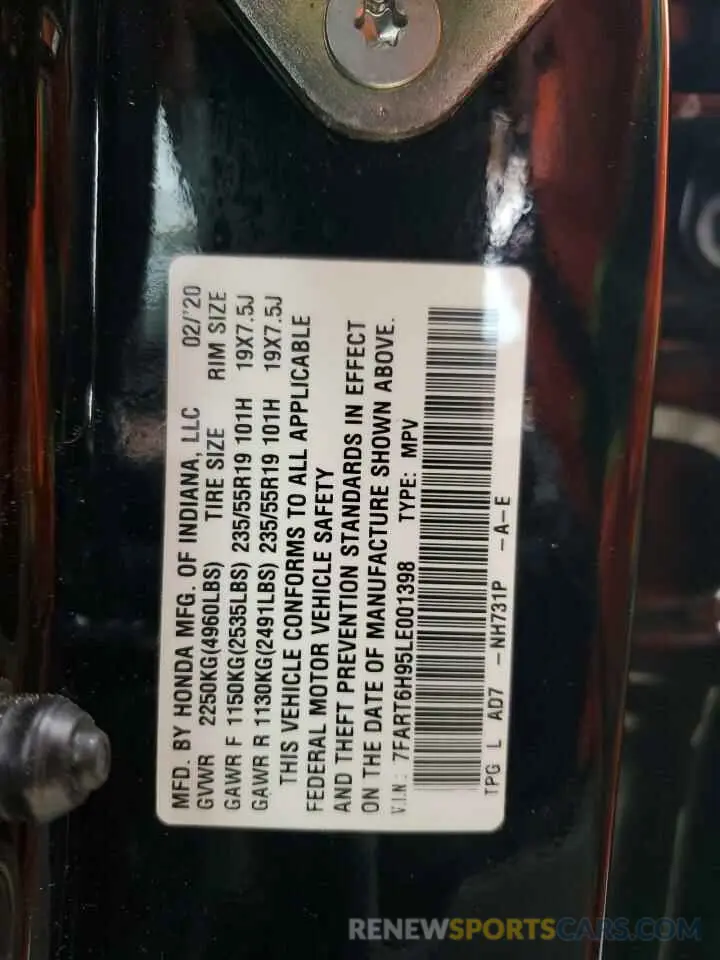 MFD. BY HONDA MFG. OF INDIANA, LLC 02/'20
GVWR 2250KG(4960LBS) TIRE SIZE RIM SIZE
GAWR F 1150KG(2535LBS) 235/55R19 101H 19X7.5J
GAWR R 1130KG(2491LBS) 235/55R19 101H 19X7.5J
THIS VEHICLE CONFORMS TO ALL APPLICABLE
FEDERAL MOTOR VEHICLE SAFETY
AND THEFT PREVENTION STANDARDS IN EFFECT
ON THE DATE OF MANUFACTURE SHOWN ABOVE.
V.I.N.: 7FART6H95LE001398 TYPE: MPV
TPG L AD7 -NH731P -A-E
RENEWSPORTSCARS.COM